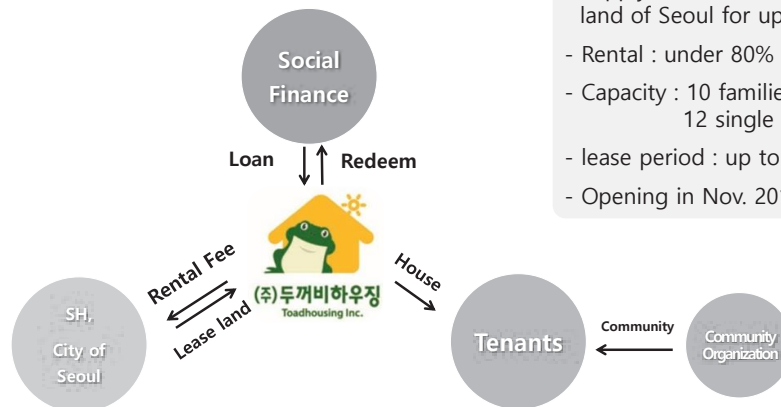 land of Seoul for up
- Rental : under 80%
- Capacity : 10 familie
12 single
- lease period : up to
- Opening in Nov. 20
Social
Finance
Loan
Redeem
Rental Fee
Lease land
(주)두꺼비하우징
Toadhousing Inc.
House
SH,
City of
Seoul
Tenants
Community
Community
Organization